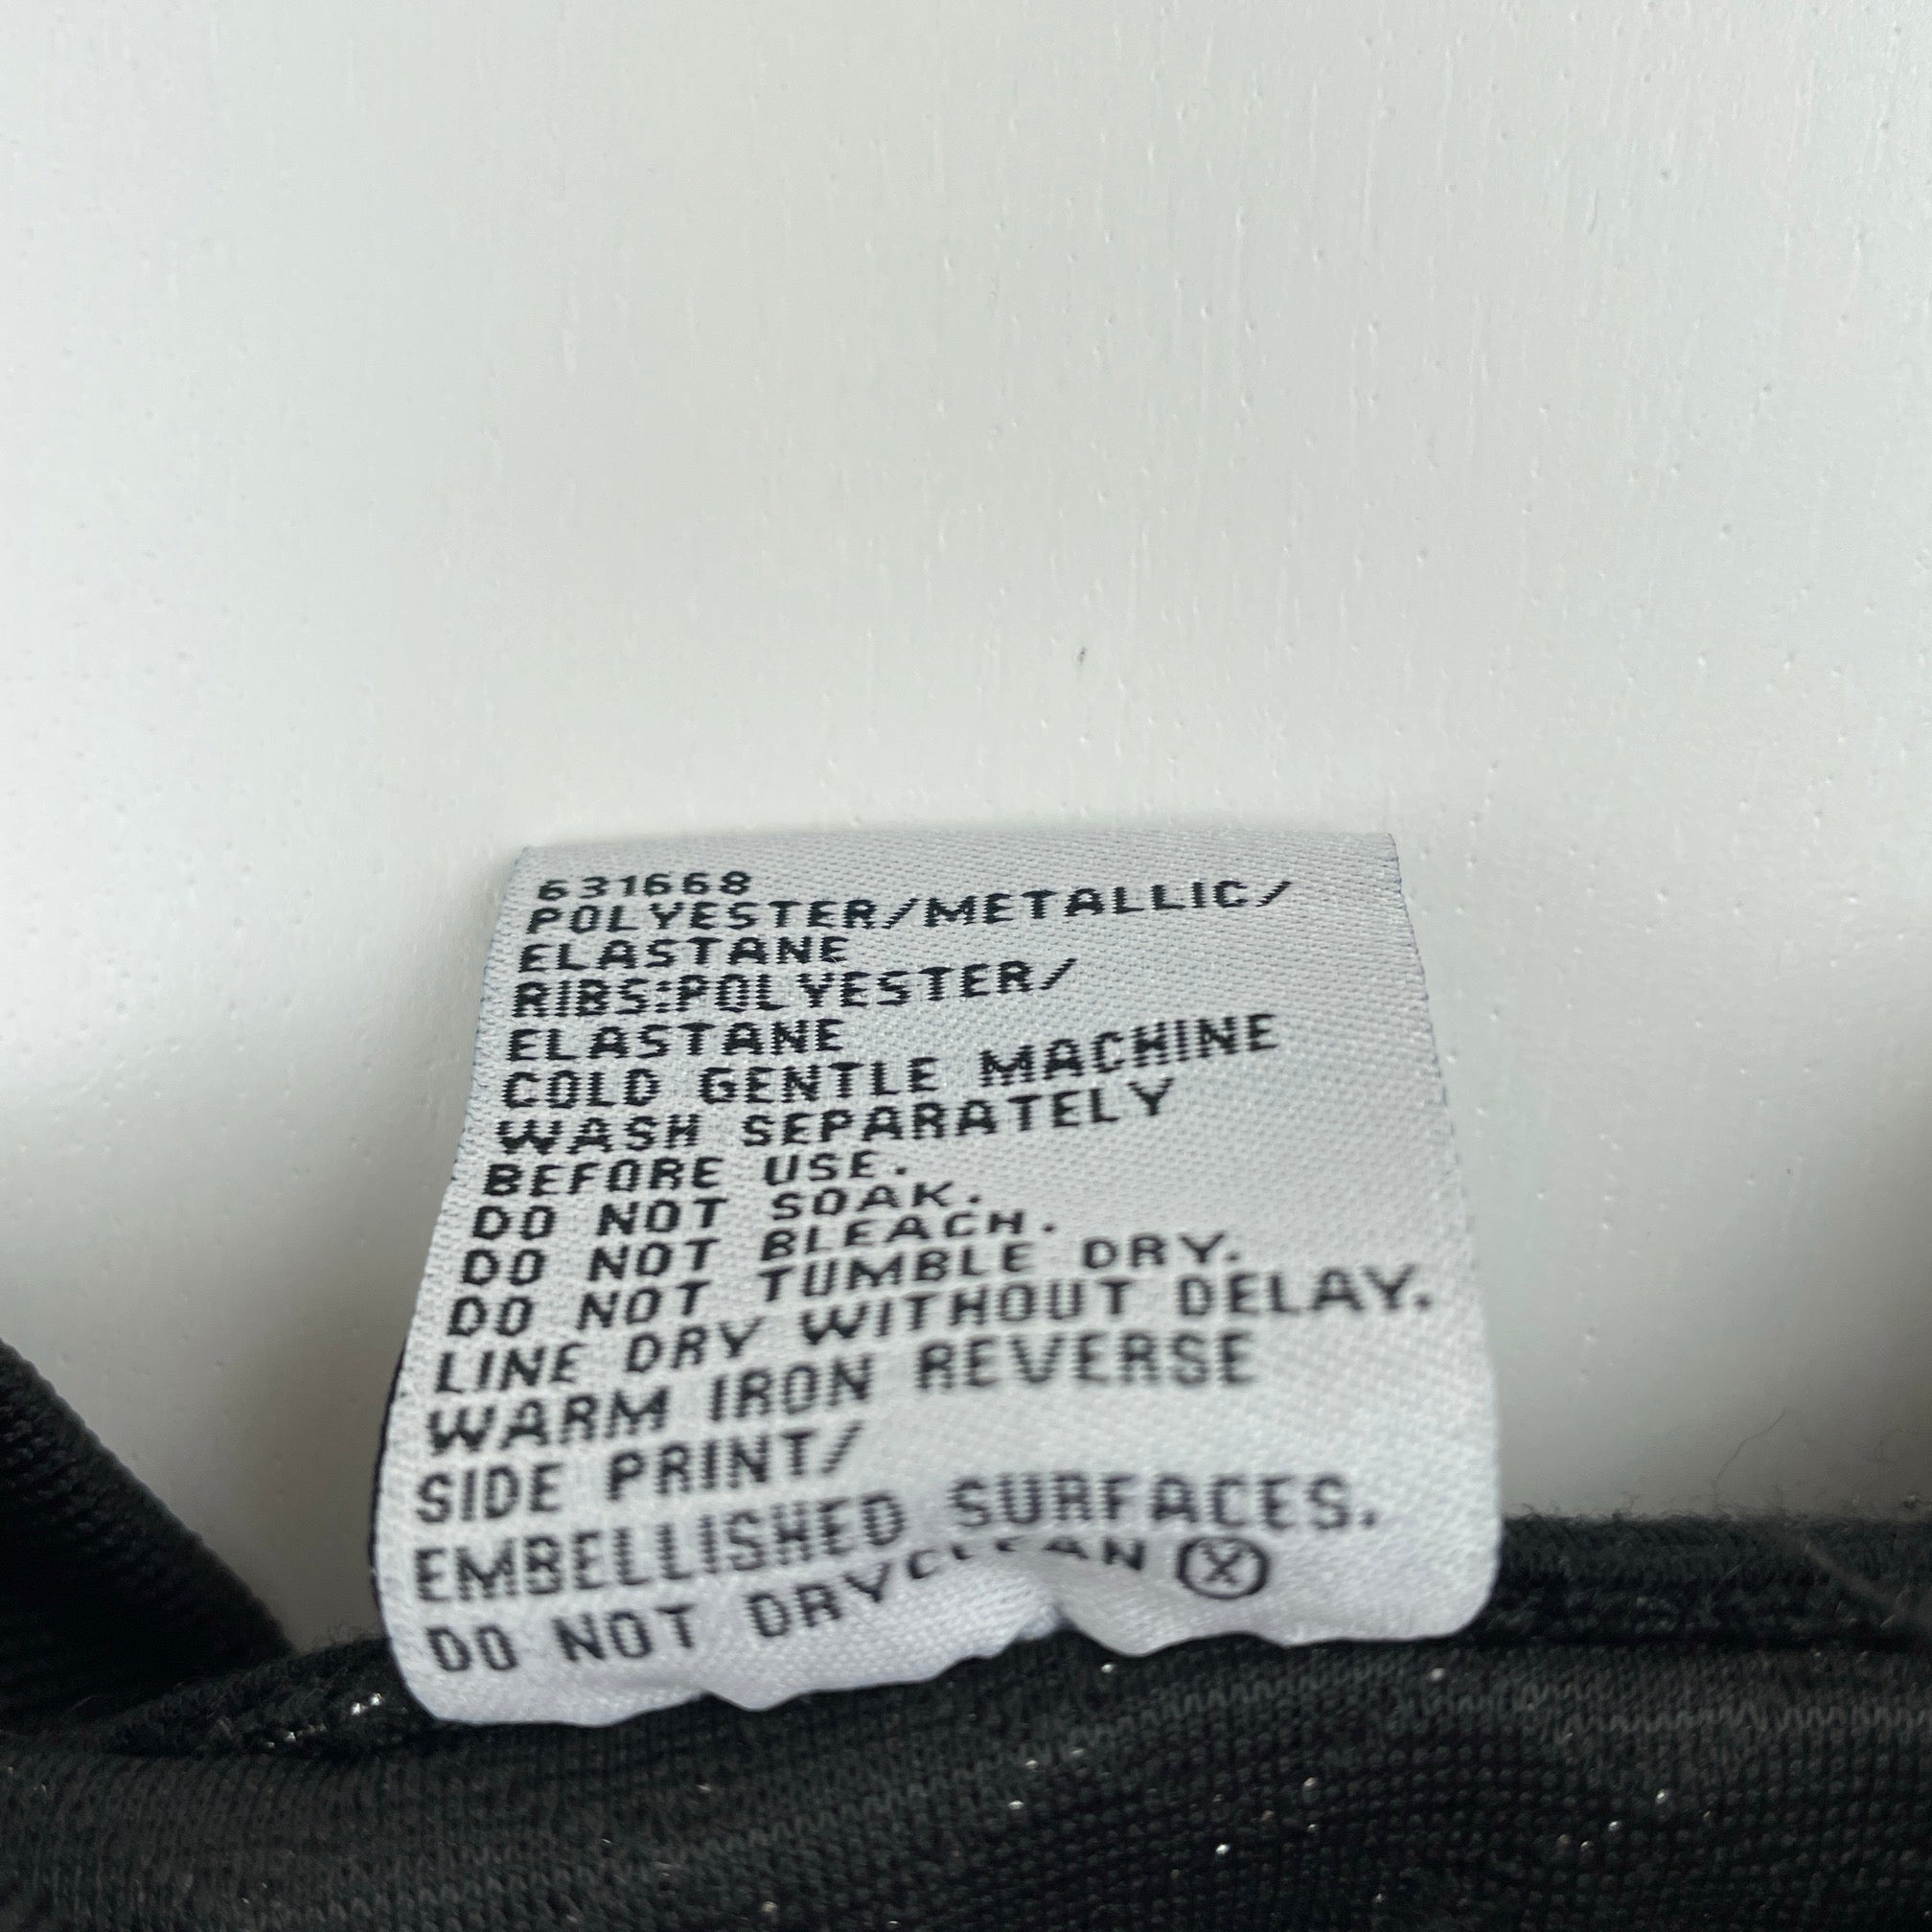 631668
POLYESTER/METALLIC/
ELASTANE
RIBS:POLYESTER/
ELASTANE
COLD GENTLE MACHINE
WASH SEPARATELY
BEFORE USE.
DO NOT SOAK.
DO NOT BLEACH.
DO NOT TUMBLE DRY.
LINE DRY WITHOUT DELAY.
WARM IRON REVERSE
SIDE PRINT/
EMBELLISHED SURFACES.
DO NOT DRYCLEAN Ⓧ